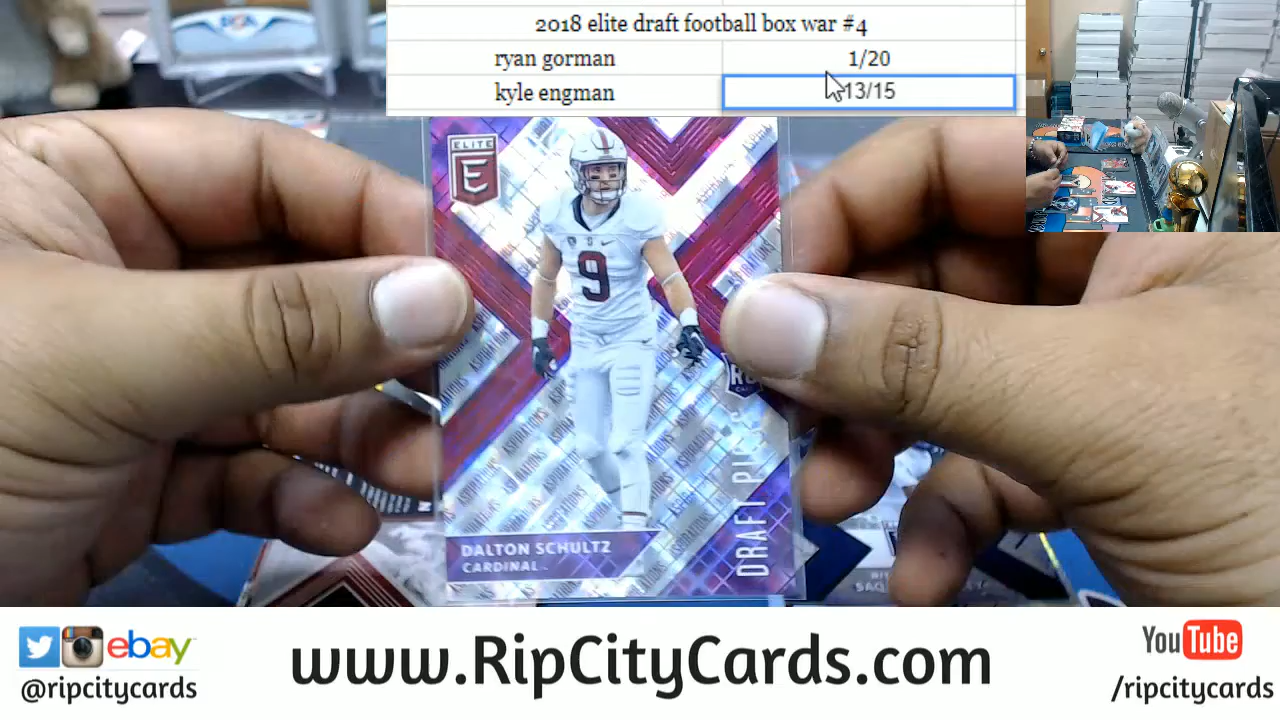 2018 elite draft football box war #4
ryan gorman 1/20
kyle engman 13/15
ELITE
E
9
DRAFT PICKS
DALTON SCHULTZ
CARDINAL
ebay
www.RipCityCards.com
YouTube
@ripcitycards
/ripcitycards